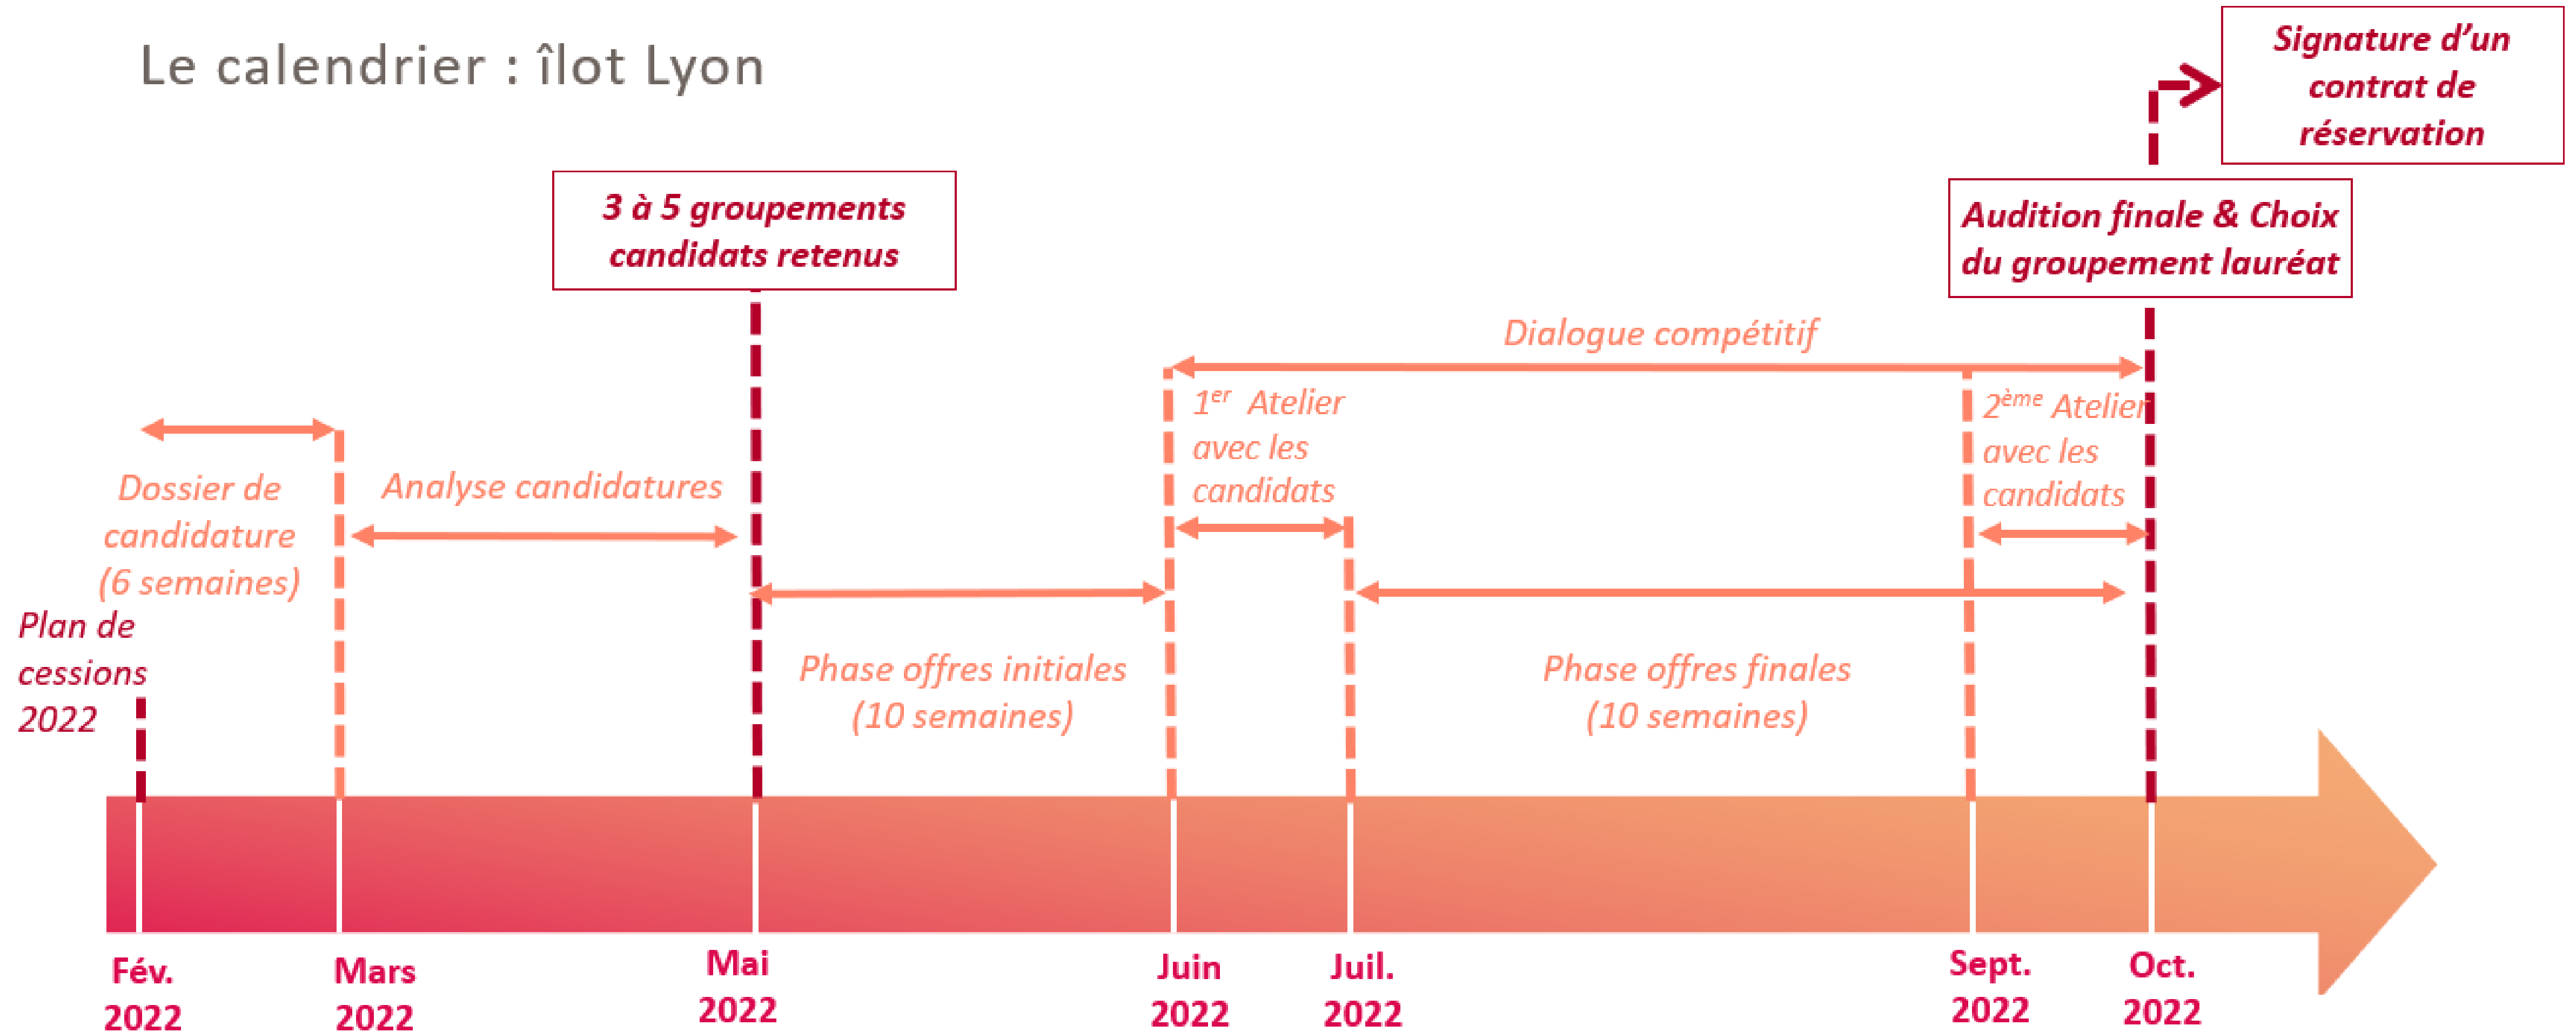 Le calendrier : îlot Lyon
Signature d’un
contrat de
réservation
3 à 5 groupements
candidats retenus
Audition finale & Choix
du groupement lauréat
Dialogue compétitif
1er Atelier
avec les
candidats
2ème Atelier
avec les
candidats
Dossier de
candidature
(6 semaines)
Analyse candidatures
Plan de
cessions
2022
Phase offres initiales
(10 semaines)
Phase offres finales
(10 semaines)
Fév.
2022
Mars
2022
Mai
2022
Juin
2022
Juil.
2022
Sept.
2022
Oct.
2022